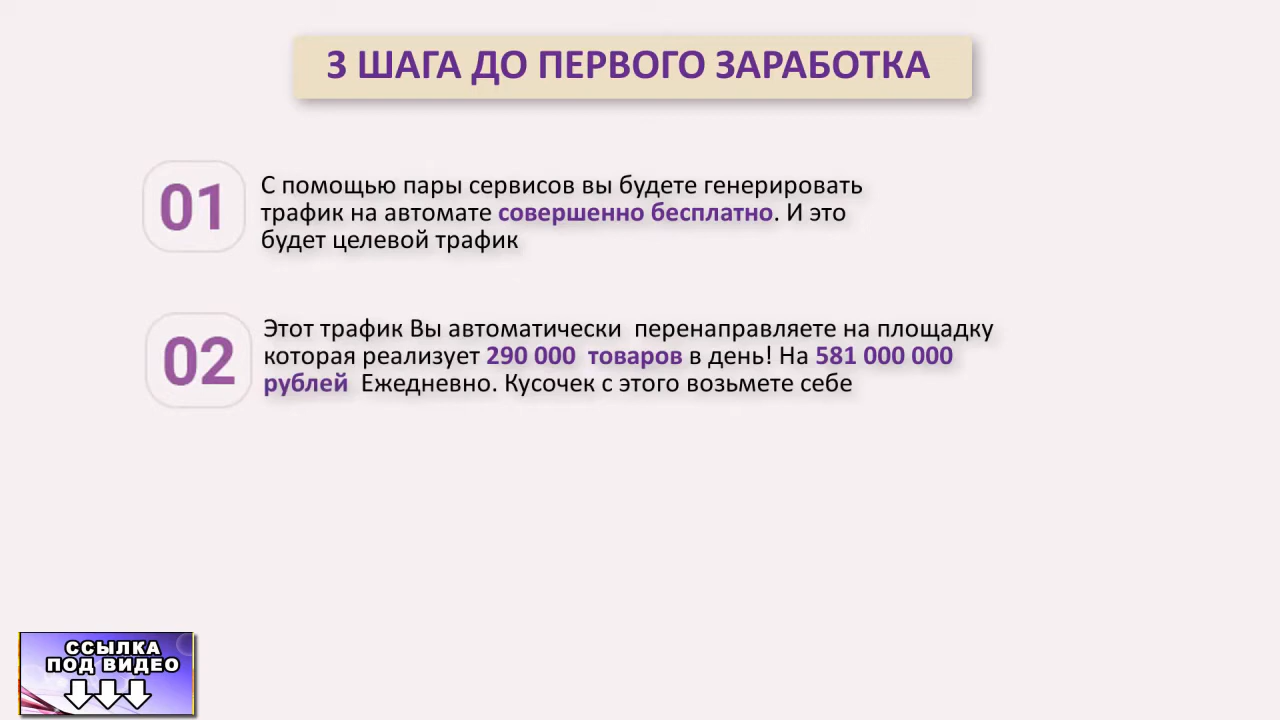 3 ШАГА ДО ПЕРВОГО ЗАРАБОТКА
01
С помощью пары сервисов вы будете генерировать
трафик на автомате совершенно бесплатно. И это
будет целевой трафик
02
Этот трафик Вы автоматически перенаправляете на площадку
которая реализует 290 000 товаров в день! На 581 000 000
рублей Ежедневно. Кусочек с этого возьмете себе
ССЫЛКА
ПОД ВИДЕО